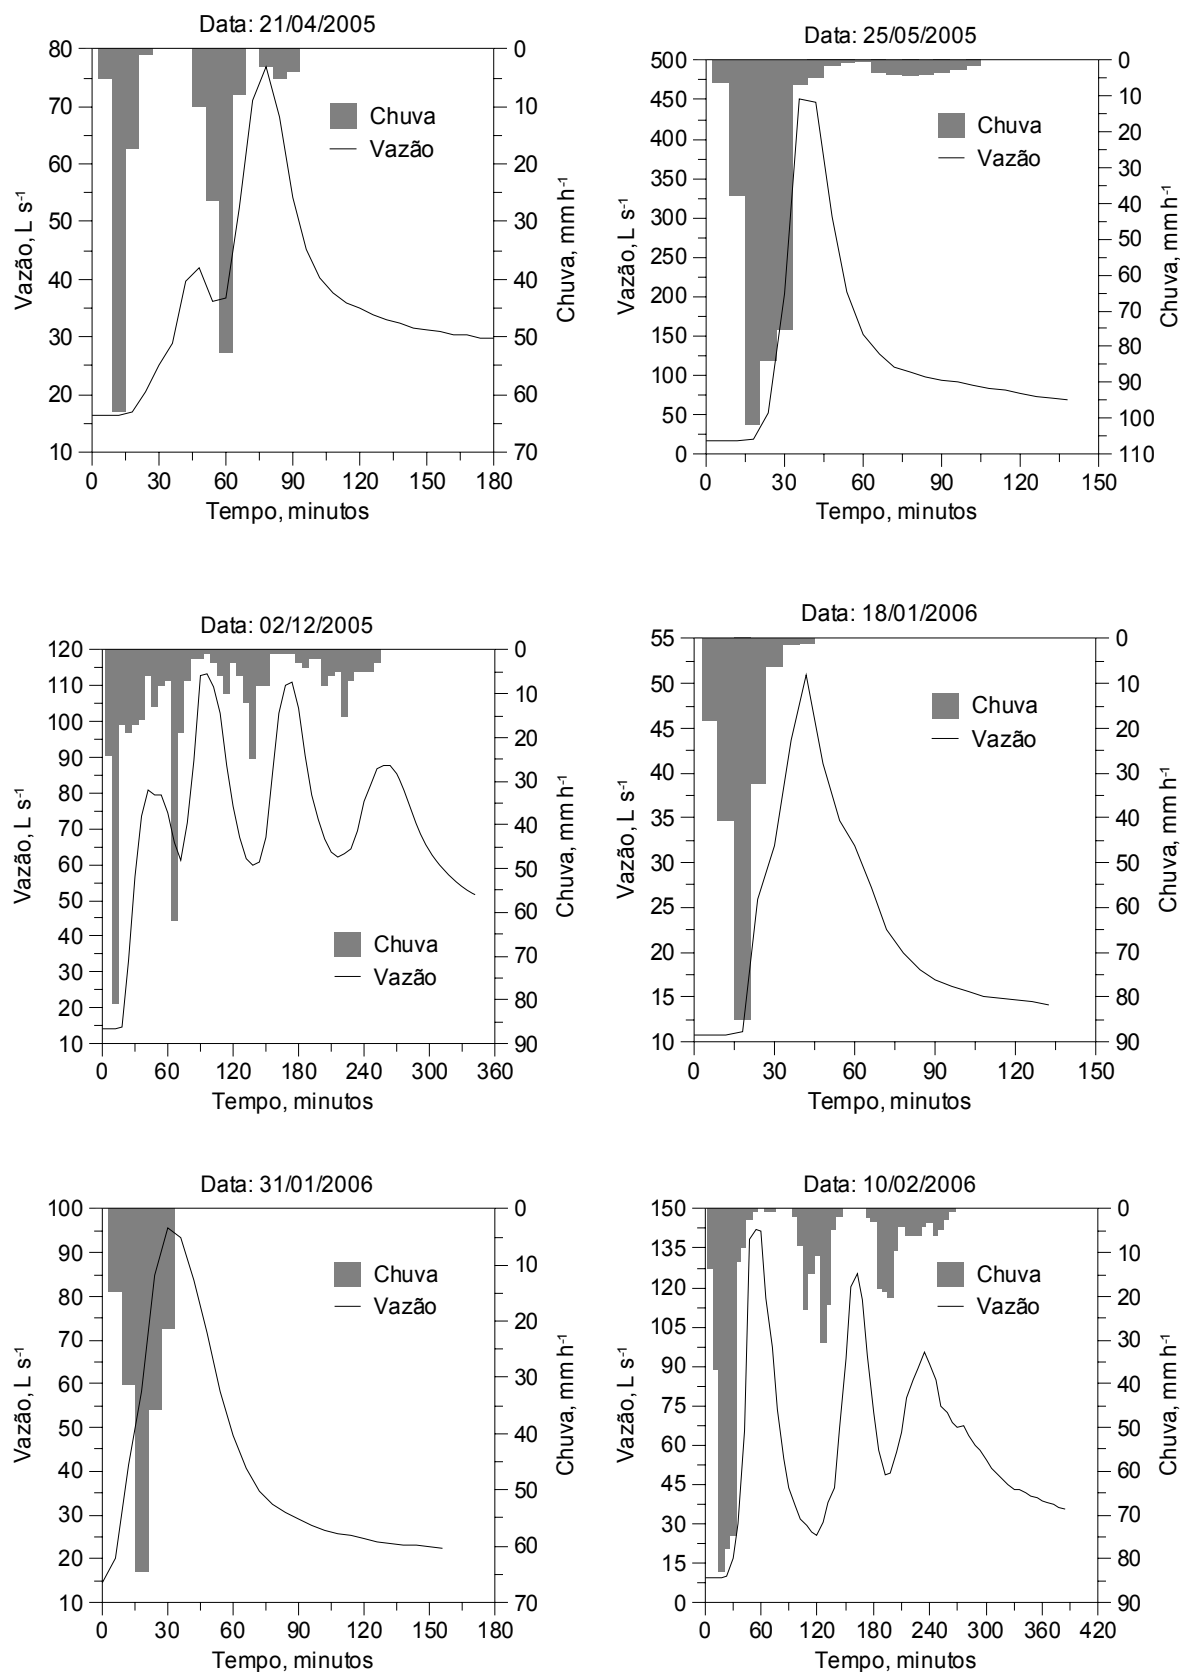 Data: 21/04/2005
80
70
60
50
40
30
20
10
Vazão, L s-1
0
10
20
30
40
50
60
70
Chuva, mm h-1
Chuva
Vazão
0 30 60 90 120 150 180
Tempo, minutos
Data: 25/05/2005
500
450
400
350
300
250
200
150
100
50
0
Vazão, L s-1
0
10
20
30
40
50
60
70
80
90
100
110
Chuva, mm h-1
Chuva
Vazão
0 30 60 90 120 150
Tempo, minutos
Data: 02/12/2005
120
110
100
90
80
70
60
50
40
30
20
10
Vazão, L s-1
0
10
20
30
40
50
60
70
80
90
Chuva, mm h-1
Chuva
Vazão
0 60 120 180 240 300 360
Tempo, minutos
Data: 18/01/2006
55
50
45
40
35
30
25
20
15
10
Vazão, L s-1
0
10
20
30
40
50
60
70
80
90
Chuva, mm h-1
Chuva
Vazão
0 30 60 90 120 150
Tempo, minutos
Data: 31/01/2006
100
90
80
70
60
50
40
30
20
10
Vazão, L s-1
0
10
20
30
40
50
60
70
Chuva, mm h-1
Chuva
Vazão
0 30 60 90 120 150 180
Tempo, minutos
Data: 10/02/2006
150
135
120
105
90
75
60
45
30
15
0
Vazão, L s-1
0
10
20
30
40
50
60
70
80
90
Chuva, mm h-1
Chuva
Vazão
0 60 120 180 240 300 360 420
Tempo, minutos